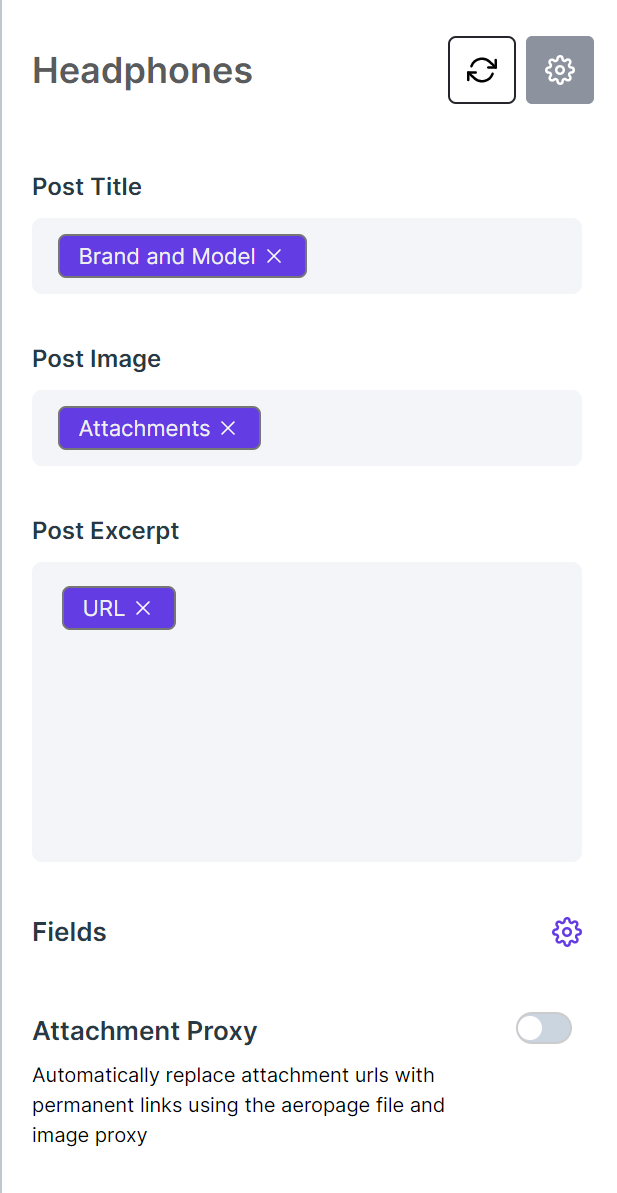 Headphones
Post Title
Brand and Model
Post Image
Attachments
Post Excerpt
URL
Fields
Attachment Proxy
Automatically replace attachment urls with
permanent links using the aeropage file and
image proxy